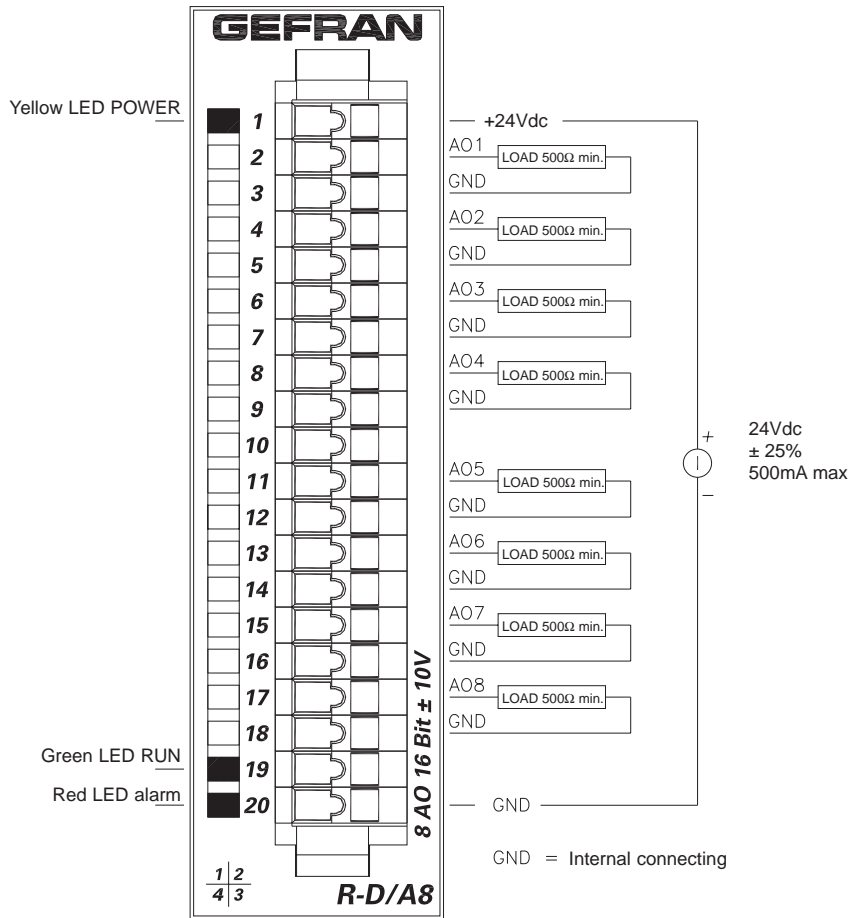 GEFRAN
Yellow LED POWER
1
2
3
4
5
6
7
8
9
10
11
12
13
14
15
16
17
18
19
20
Green LED RUN
Red LED alarm
8 AO 16 Bit ± 10V
1 2
4 3
R-D/A8
+24Vdc
AO1
LOAD 500Ω min.
GND
AO2
LOAD 500Ω min.
GND
AO3
LOAD 500Ω min.
GND
AO4
LOAD 500Ω min.
GND
AO5
LOAD 500Ω min.
GND
AO6
LOAD 500Ω min.
GND
AO7
LOAD 500Ω min.
GND
AO8
LOAD 500Ω min.
GND
GND
+
−
24Vdc
± 25%
500mA max
GND = Internal connecting